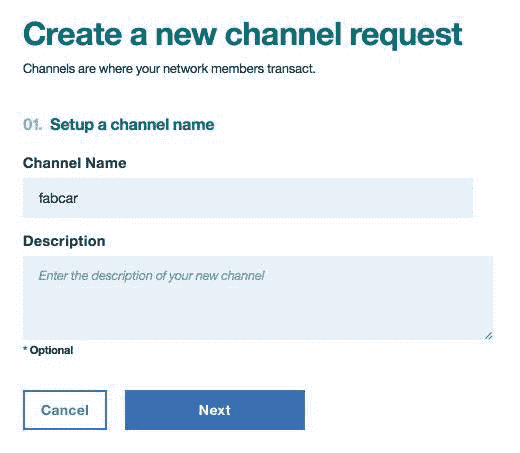 Create a new channel request
Channels are where your network members transact.
01. Setup a channel name
Channel Name
fabcar
Description
Enter the description of your new channel
* Optional
Cancel
Next